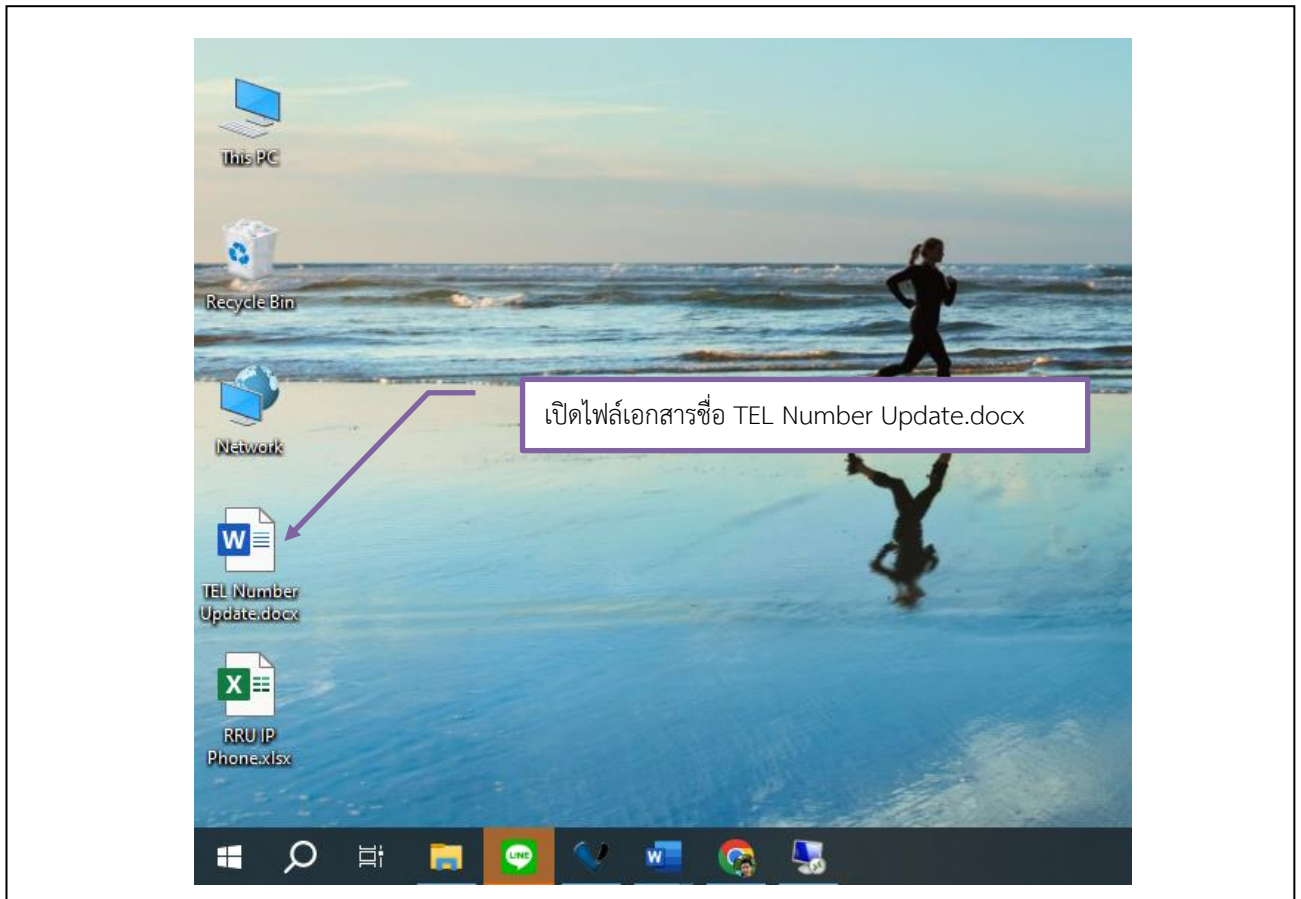 This PC
Recycle Bin
Network
เปิดไฟล์เอกสารชื่อ TEL Number Update.docx
W
TEL Number
Update.docx
X
RRU IP
Phone.xlsx
LINE
W